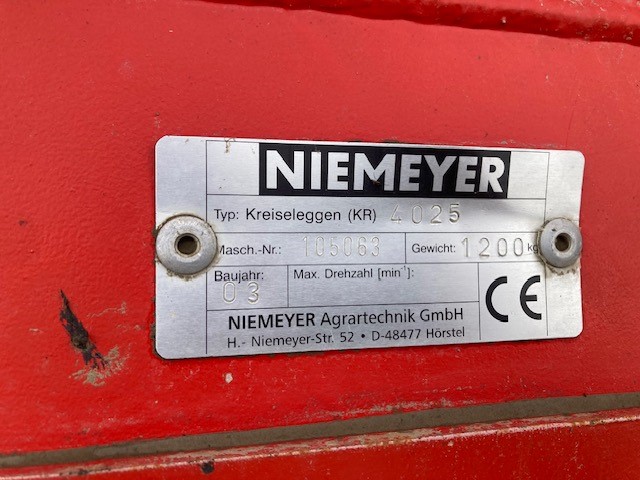 NIEMEYER
Typ: Kreiseleggen (KR) 4025
Masch.-Nr.: 105063 Gewicht: 1200 kg
Baujahr: 03 Max. Drehzahl [min⁻¹]:
CE
NIEMEYER Agrartechnik GmbH
H.- Niemeyer-Str. 52 • D-48477 Hörstel